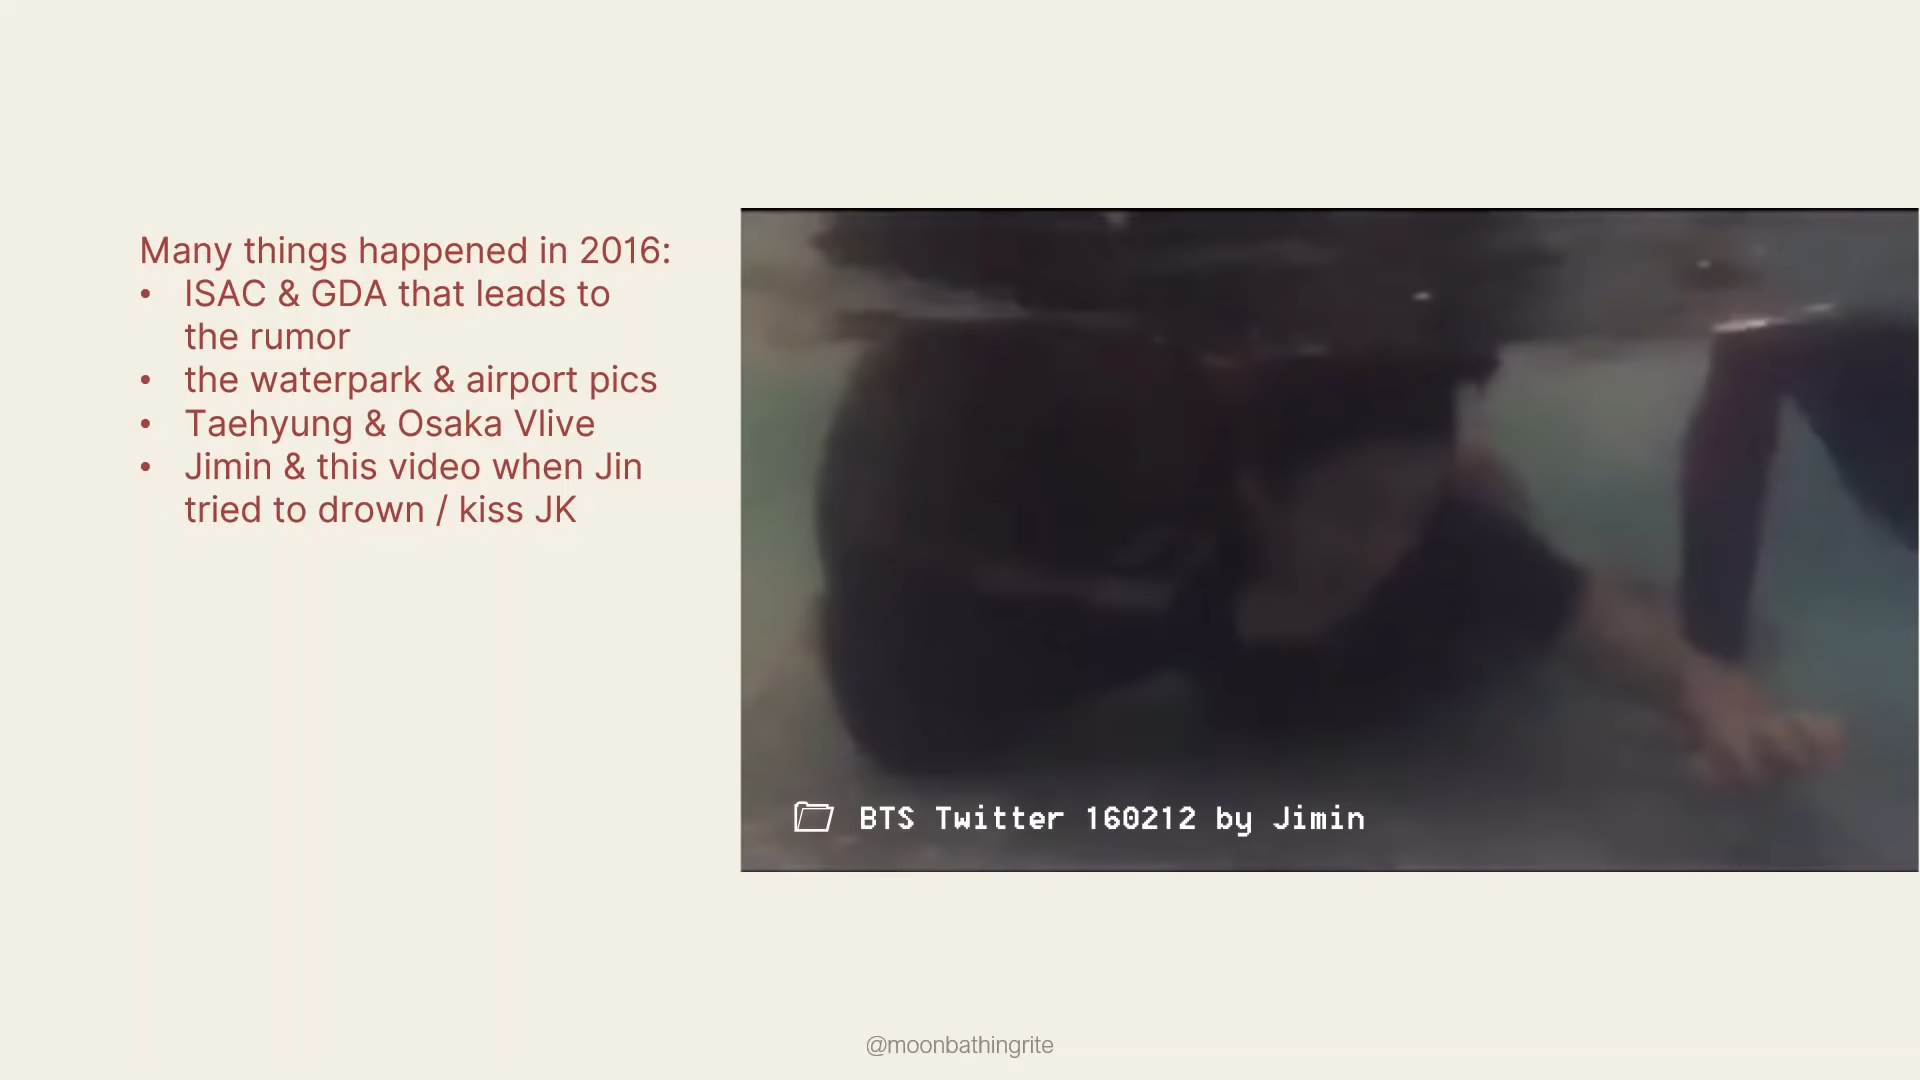 Many things happened in 2016:
• ISAC & GDA that leads to
the rumor
• the waterpark & airport pics
• Taehyung & Osaka Vlive
• Jimin & this video when Jin
tried to drown / kiss JK
BTS Twitter 160212 by Jimin
@moonbathingrite